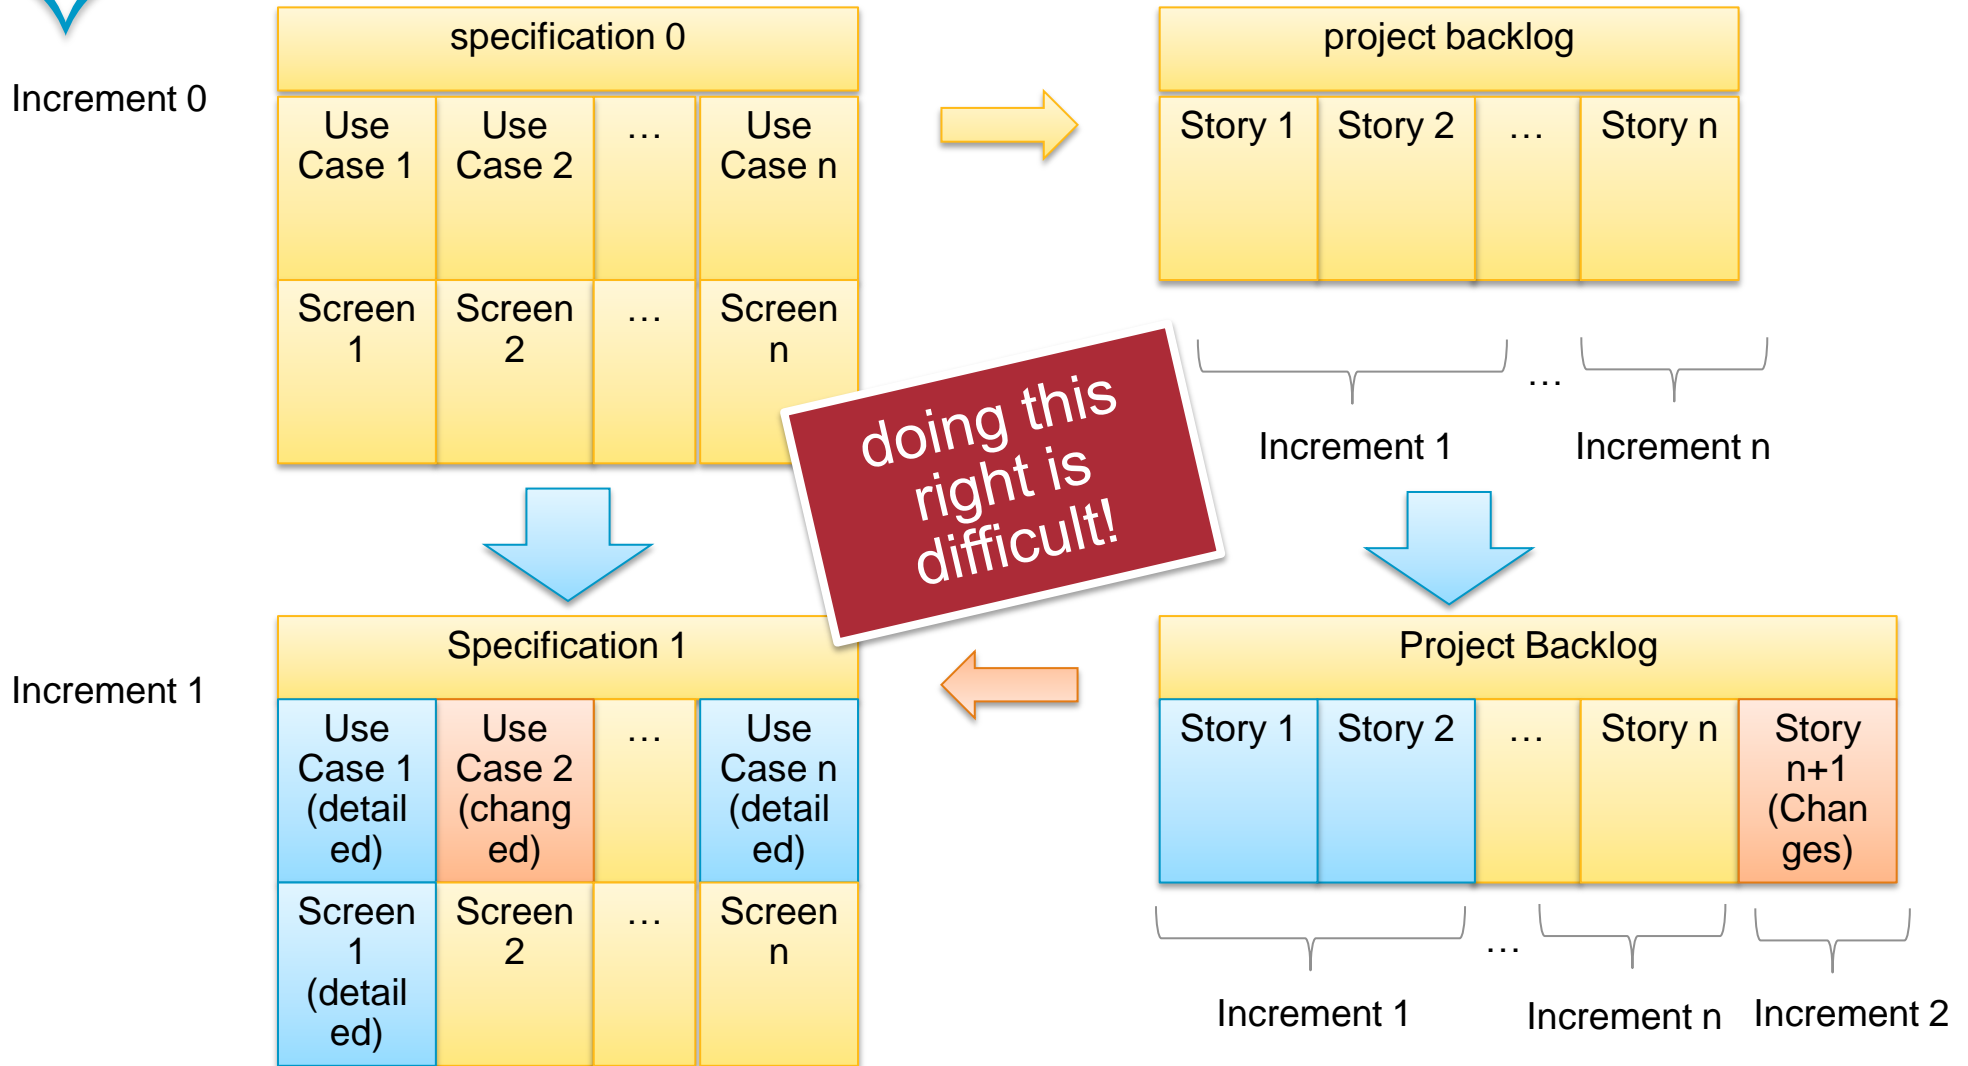 specification 0
project backlog
Increment 0
Use
Case 1
Use
Case 2
…
Use
Case n
Story 1
Story 2
…
Story n
Screen
1
Screen
2
…
Screen
n
doing this
right is
difficult!
…
Increment 1
Increment n
Specification 1
Project Backlog
Increment 1
Use
Case 1
(detail
ed)
Use
Case 2
(chang
ed)
…
Use
Case n
(detail
ed)
Story 1
Story 2
…
Story n
Story
n+1
(Chan
ges)
Screen
1
(detail
ed)
Screen
2
…
Screen
n
…
Increment 1
Increment n
Increment 2